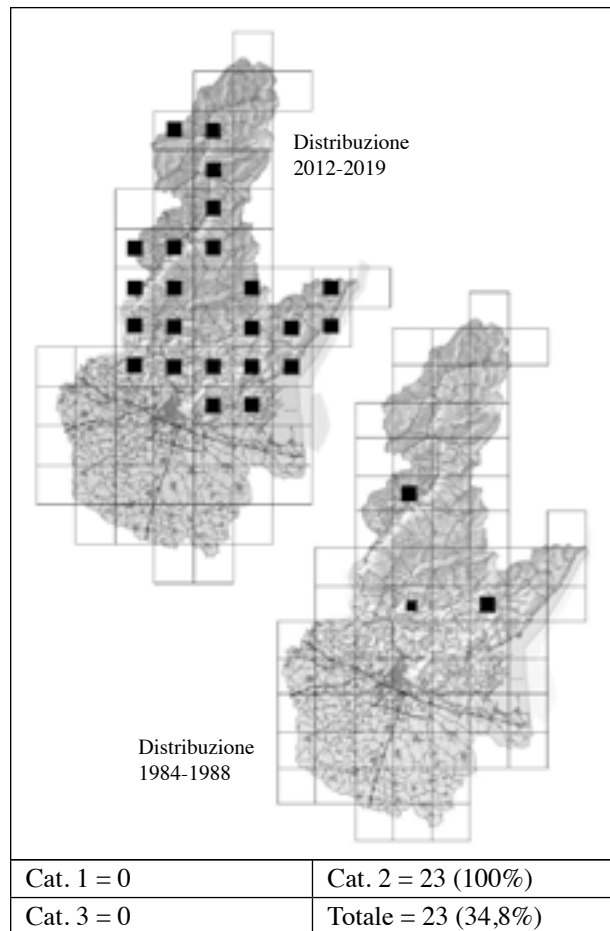 Distribuzione
2012-2019
Distribuzione
1984-1988
Cat. 1 = 0
Cat. 2 = 23 (100%)
Cat. 3 = 0
Totale = 23 (34,8%)